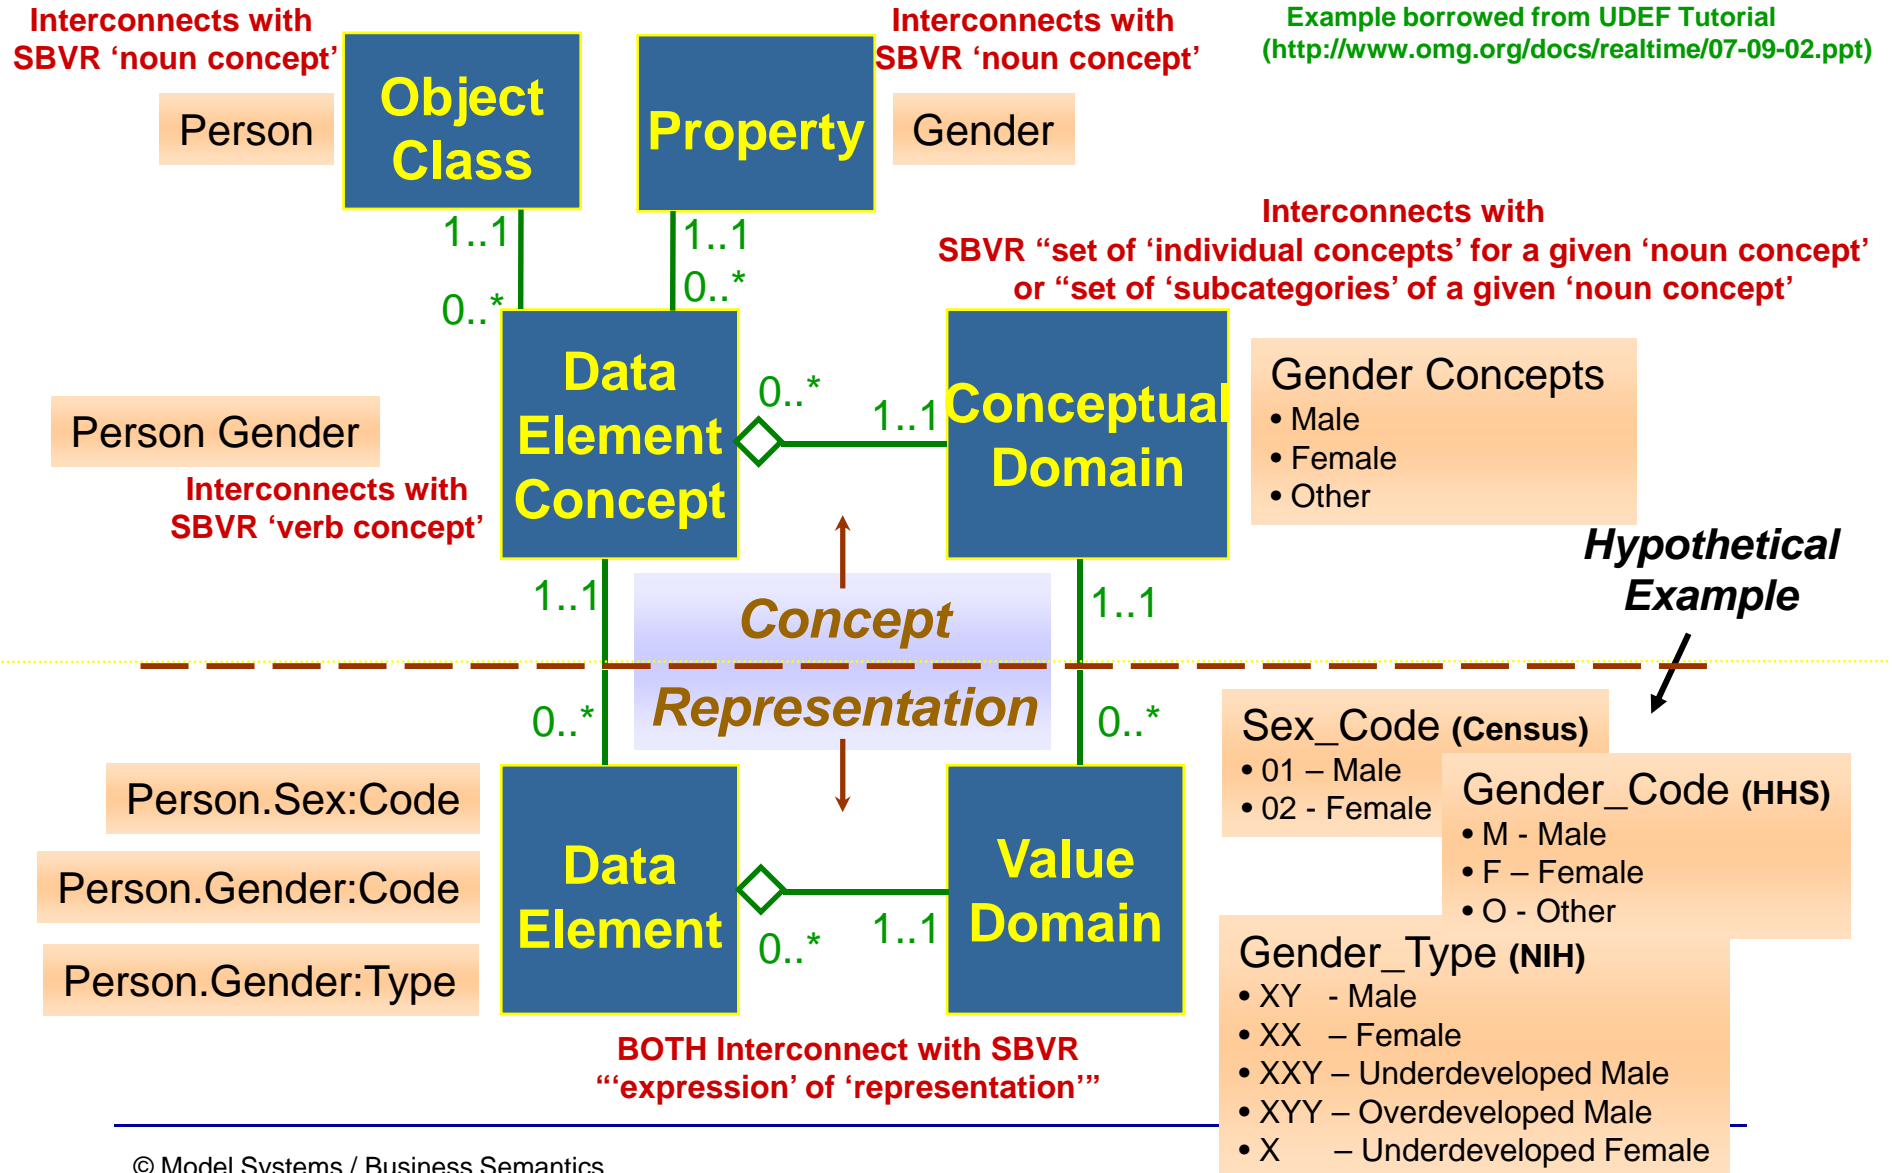 Interconnects with
SBVR ‘noun concept’
Object
Class
Person
Interconnects with
SBVR ‘noun concept’
Property
Gender
Example borrowed from UDEF Tutorial
(http://www.omg.org/docs/realtime/07-09-02.ppt)
1..1
0..*
1..1
0..*
Interconnects with
SBVR “set of ‘individual concepts’ for a given ‘noun concept’
or “set of ‘subcategories’ of a given ‘noun concept’
Data
Element
Concept
Person Gender
Interconnects with
SBVR ‘verb concept’
0..*
1..1
Conceptual
Domain
Gender Concepts
• Male
• Female
• Other
Hypothetical
Example
1..1
Concept
1..1
Representation
0..*
0..*
Person.Sex:Code
Person.Gender:Code
Person.Gender:Type
Data
Element
0..*
1..1
Value
Domain
Sex_Code (Census)
• 01 – Male
• 02 - Female
Gender_Code (HHS)
• M - Male
• F – Female
• O - Other
Gender_Type (NIH)
• XY - Male
• XX – Female
• XXY – Underdeveloped Male
• XYY – Overdeveloped Male
• X – Underdeveloped Female
BOTH Interconnect with SBVR
“‘expression’ of ‘representation’”
© Model Systems / Business Semantics